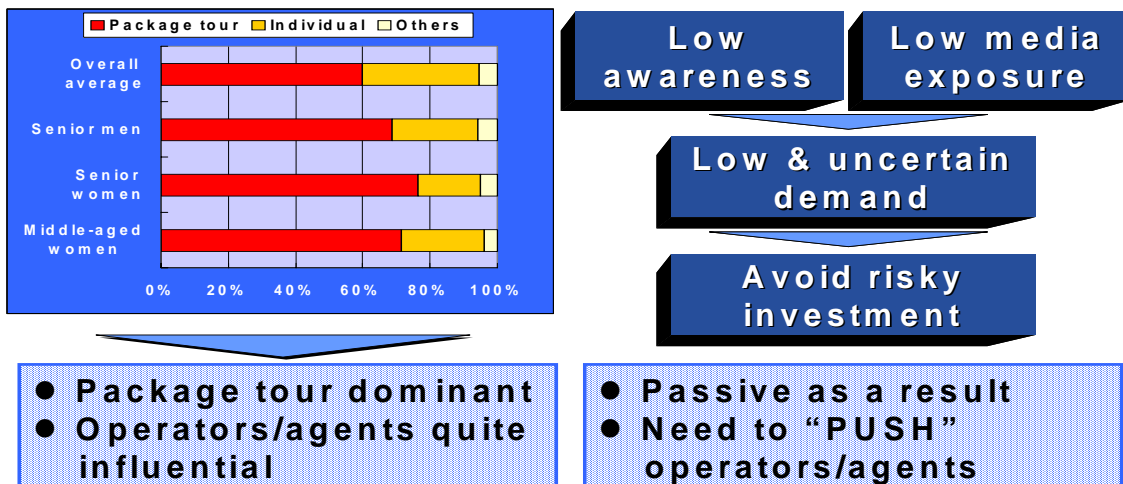 Package tour Individual Others
Overall
average
Senior men
Senior
women
Middle-aged
women
0% 20% 40% 60% 80% 100%
● Package tour dominant
● Operators/agents quite
influential
Low
awareness
Low media
exposure
Low & uncertain
demand
Avoid risky
investment
● Passive as a result
● Need to “PUSH”
operators/agents